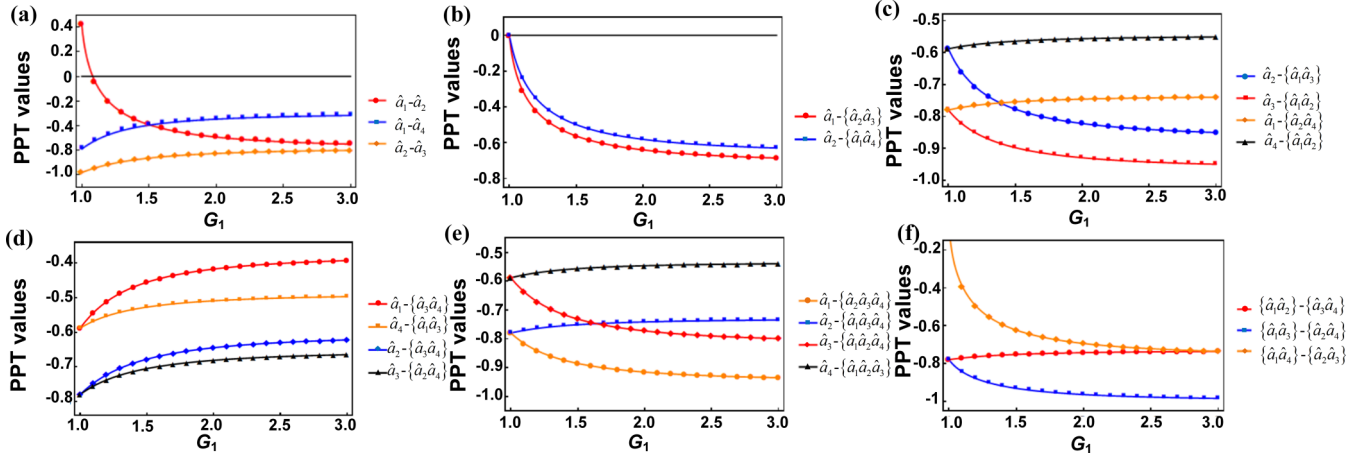 (a)
PPT values
0.4
0.2
0
-0.2
-0.4
-0.8
-1.0
1.0 1.5 2.0 2.5 3.0
G₁
â₁-â₂
â₁-â₄
â₂-â₃
(b)
PPT values
0
-0.2
-0.4
-0.6
-0.8
1.0 1.5 2.0 2.5 3.0
G₁
â₁-{â₂â₃}
â₂-{â₁â₄}
(c)
PPT values
-0.5
-0.6
-0.7
-0.8
-0.9
-1.0
1.0 1.5 2.0 2.5 3.0
G₁
â₂-{â₁â₃}
â₃-{â₁â₂}
â₁-{â₂â₄}
â₄-{â₁â₂}
(d)
PPT values
-0.4
-0.5
-0.6
-0.7
-0.8
1.0 1.5 2.0 2.5 3.0
G₁
â₁-{â₃â₄}
â₄-{â₁â₃}
â₂-{â₃â₄}
â₃-{â₂â₄}
(e)
PPT values
-0.5
-0.6
-0.7
-0.8
-0.9
-1.0
1.0 1.5 2.0 2.5 3.0
G₁
â₁-{â₂â₃â₄}
â₂-{â₁â₃â₄}
â₃-{â₁â₂â₄}
â₄-{â₁â₂â₃}
(f)
PPT values
-0.2
-0.4
-0.6
-0.8
-1
1.0 1.5 2.0 2.5 3.0
G₁
{â₁â₂}-{â₃â₄}
{â₁â₃}-{â₂â₄}
{â₁â₄}-{â₂â₃}